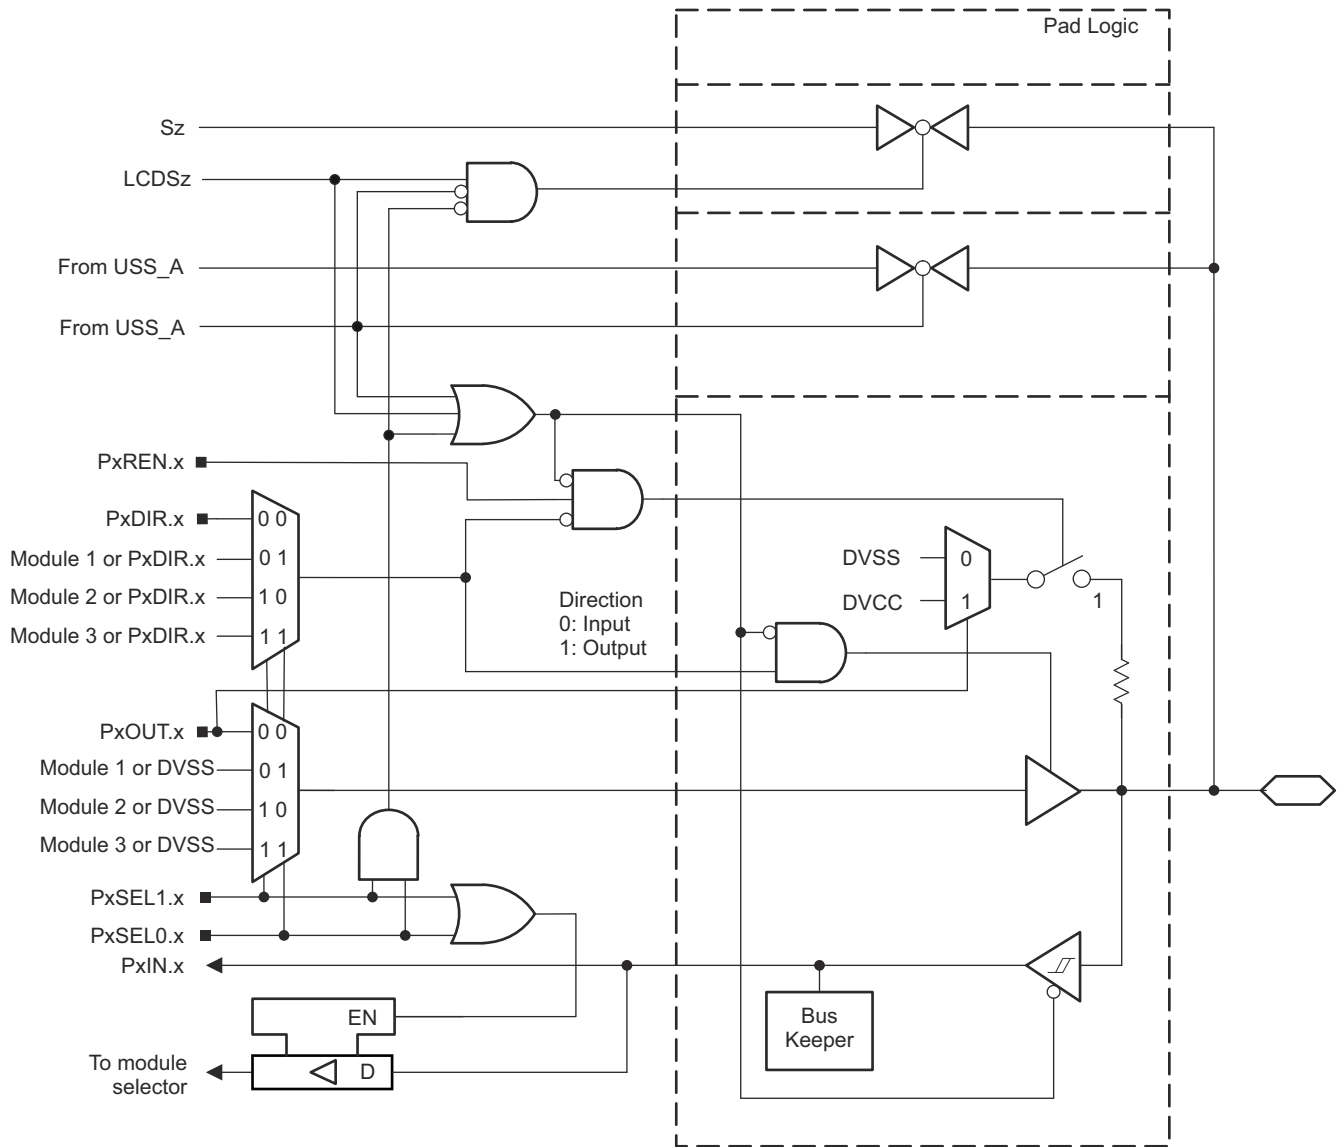 Pad Logic
Sz
LCDSz
From USS_A
From USS_A
PxREN.x
PxDIR.x
0 0
Module 1 or PxDIR.x
0 1
Module 2 or PxDIR.x
1 0
Module 3 or PxDIR.x
1 1
Direction
0: Input
1: Output
DVSS
0
DVCC
1
1
PxOUT.x
0 0
Module 1 or DVSS
0 1
Module 2 or DVSS
1 0
Module 3 or DVSS
1 1
PxSEL1.x
PxSEL0.x
PxIN.x
EN
Bus
Keeper
To module
selector
D